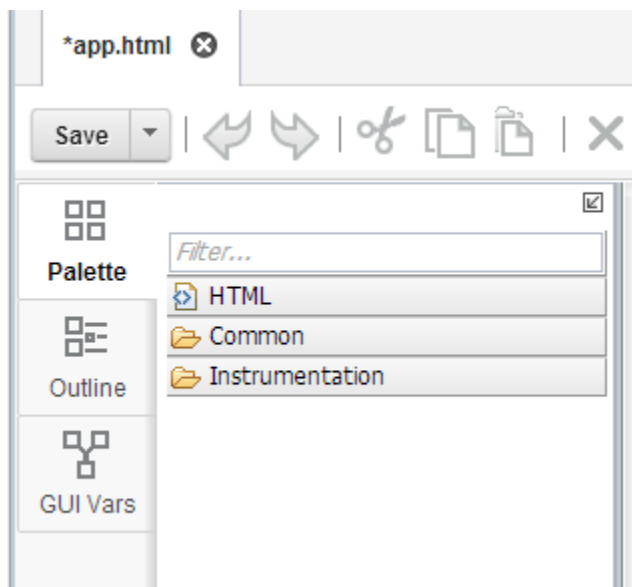 *app.html
Save
Palette
Filter...
HTML
Common
Instrumentation
Outline
GUI Vars